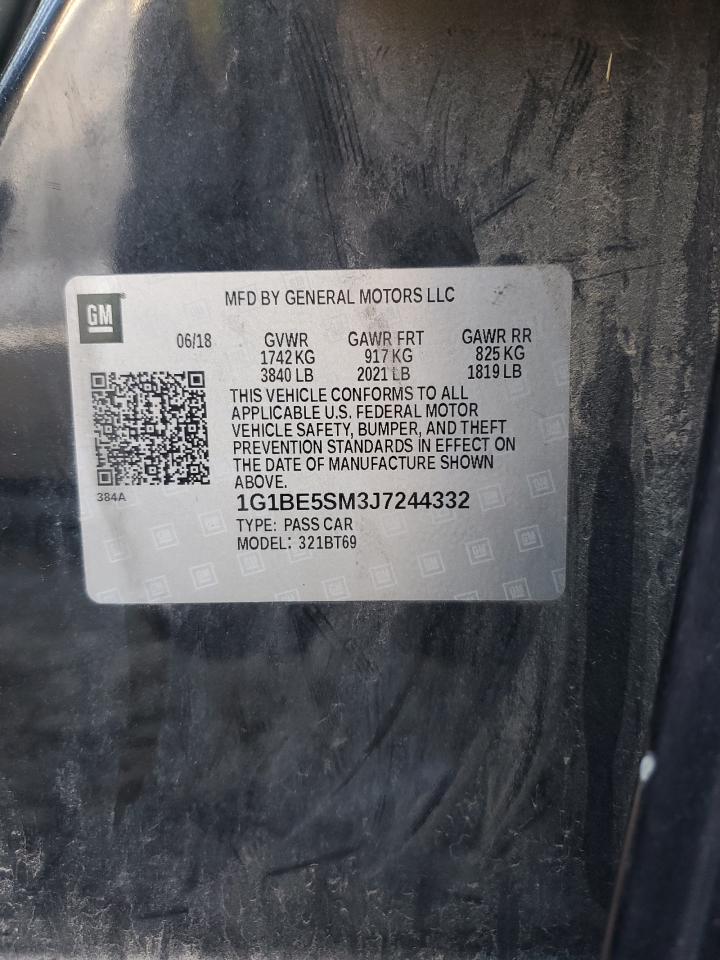 MFD BY GENERAL MOTORS LLC
GM
06/18 GVWR GAWR FRT GAWR RR
1742 KG 917 KG 825 KG
3840 LB 2021 LB 1819 LB
THIS VEHICLE CONFORMS TO ALL
APPLICABLE U.S. FEDERAL MOTOR
VEHICLE SAFETY, BUMPER, AND THEFT
PREVENTION STANDARDS IN EFFECT ON
THE DATE OF MANUFACTURE SHOWN
ABOVE.
384A
1G1BE5SM3J7244332
TYPE: PASS CAR
MODEL: 321BT69